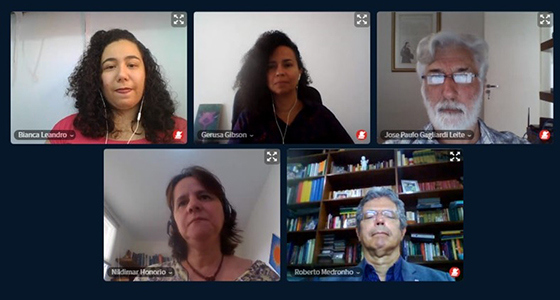 Bianca Leandro
Gerusa Gibson
Jose Paulo Gagliardi Leite
Nildimar Honorio
Roberto Medronho